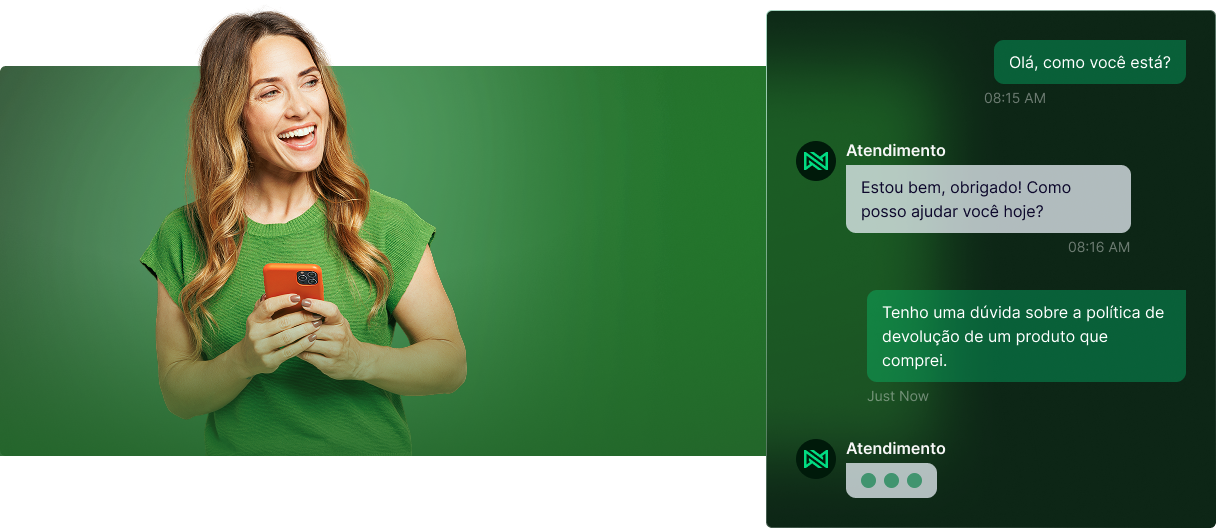 Olá, como você está?
08:15 AM
Atendimento
Estou bem, obrigado! Como
posso ajudar você hoje?
08:16 AM
Tenho uma dúvida sobre a política de
devolução de um produto que
comprei.
Just Now
Atendimento